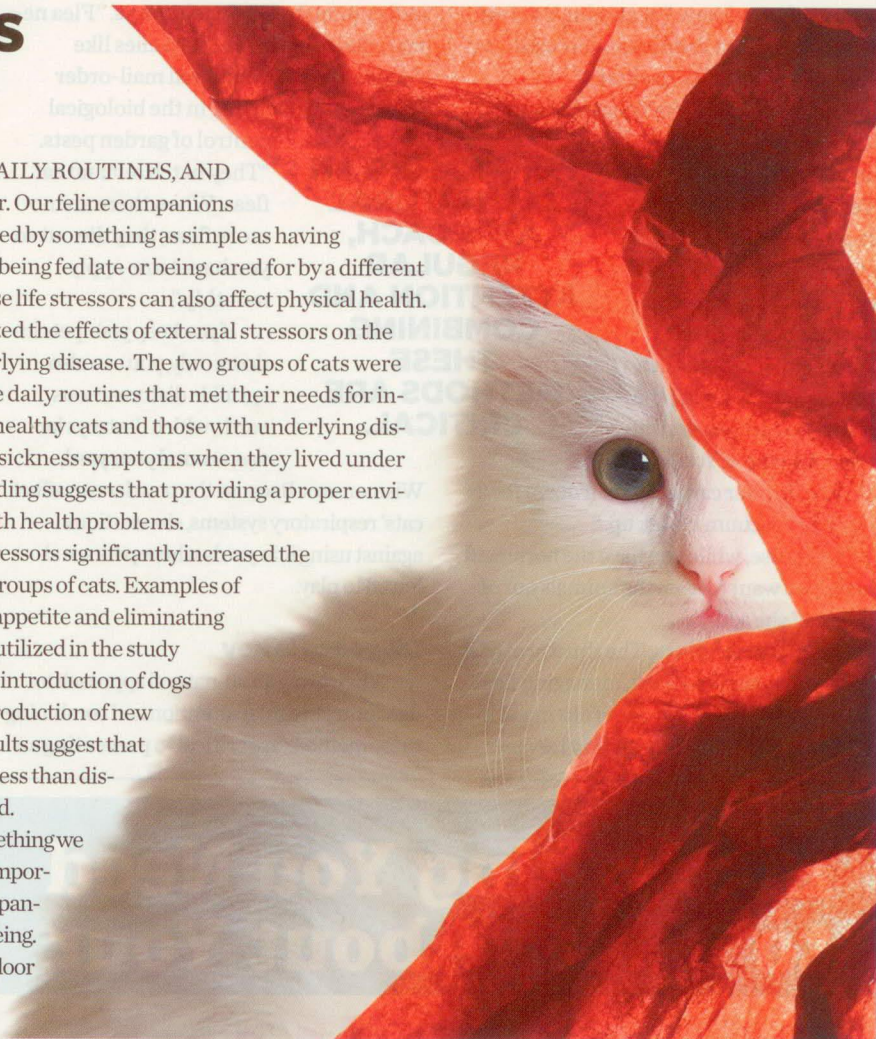 s
AILY ROUTINES, AND
r. Our feline companions
ed by something as simple as having
being fed late or being cared for by a different
se life stressors can also affect physical health.
ted the effects of external stressors on the
rlying disease. The two groups of cats were
e daily routines that met their needs for in-
healthy cats and those with underlying dis-
sickness symptoms when they lived under
ding suggests that providing a proper envi-
th health problems.
essors significantly increased the
roups of cats. Examples of
appetite and eliminating
utilized in the study
introduction of dogs
roduction of new
ults suggest that
ess than dis-
d.
ething we
mpor-
pan-
eing.
loor